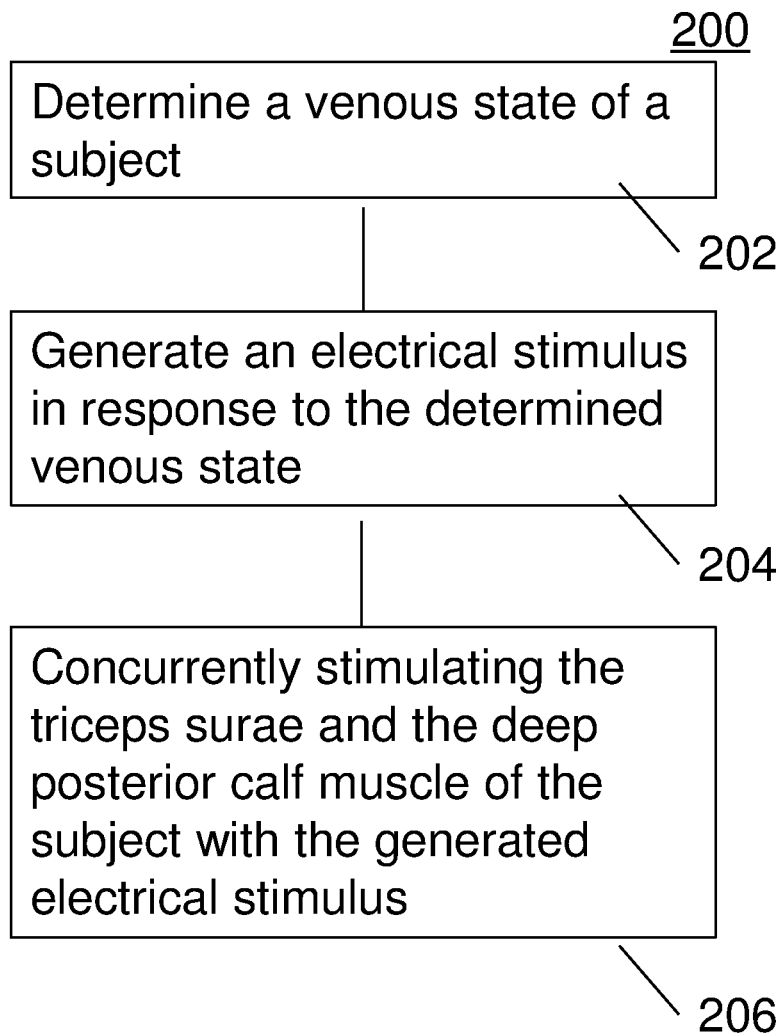 200
Determine a venous state of a
subject
202
Generate an electrical stimulus
in response to the determined
venous state
204
Concurrently stimulating the
triceps surae and the deep
posterior calf muscle of the
subject with the generated
electrical stimulus
206